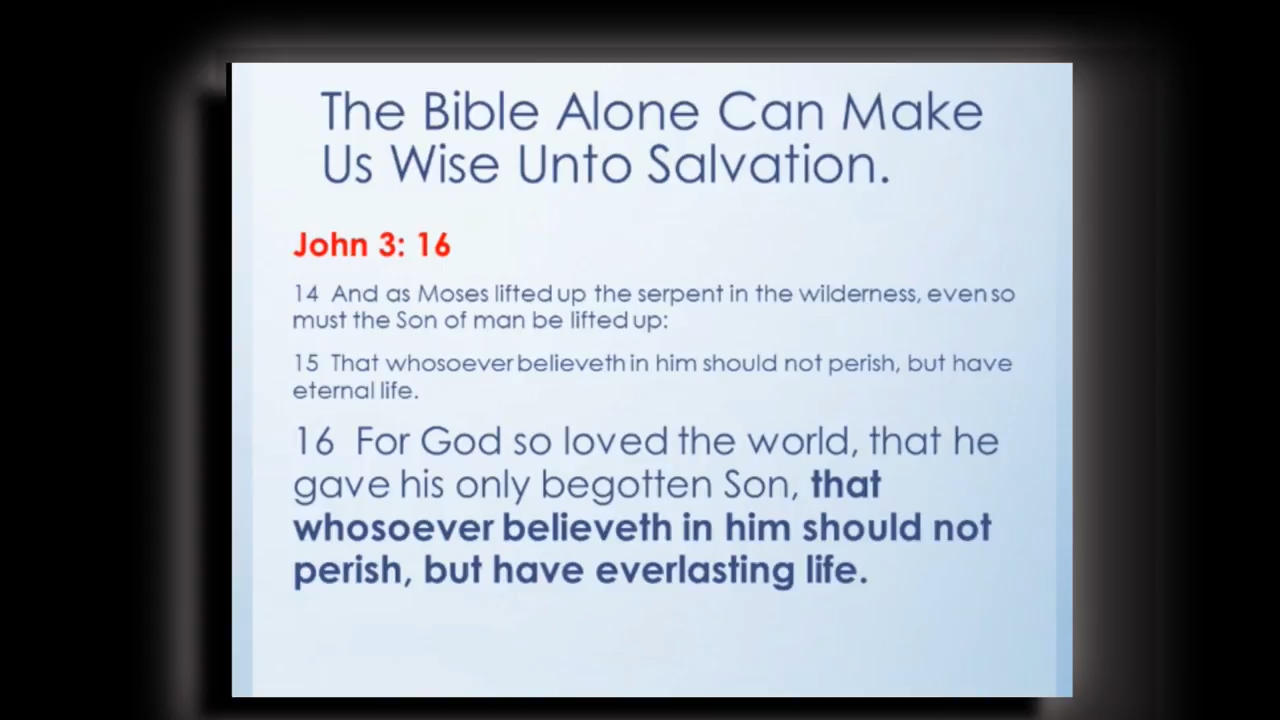 The Bible Alone Can Make
Us Wise Unto Salvation.
John 3: 16
14 And as Moses lifted up the serpent in the wilderness, even so
must the Son of man be lifted up:
15 That whosoever believeth in him should not perish, but have
eternal life.
16 For God so loved the world, that he
gave his only begotten Son, that
whosoever believeth in him should not
perish, but have everlasting life.